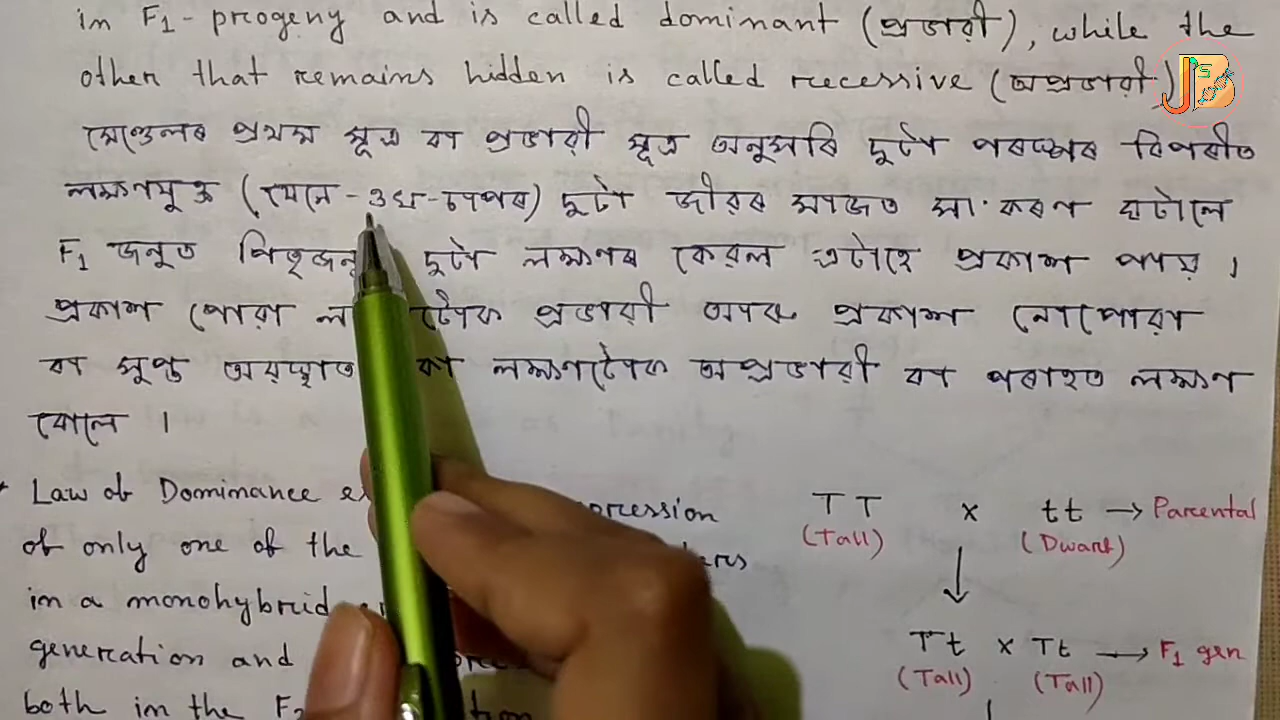 in F1- progeny and is called dominant (প্ৰভাৱী), while the
other that remains hidden is called recessive (অপ্ৰভাৱী)
মেণ্ডেলৰ প্ৰথম সূত্ৰ বা প্ৰভাৱী সূত্ৰ অনুসৰি দুটা পৰস্পৰ বিপৰীত
লক্ষণযুক্ত (যেনে - ওখ - চাপৰ) দুটা জীৱৰ মাজত সংকৰণ ঘটালে
F1 জনুত পিতৃজনুৰ দুটা লক্ষণৰ কেৱল এটাহে প্ৰকাশ পায় ।
প্ৰকাশ পোৱা টোক প্ৰভাৱী আৰু প্ৰকাশ নোপোৱা
বা সুপ্ত অৱস্থাত থকা লক্ষণটোক অপ্ৰভাৱী বা পৰাহত লক্ষণ
বোলে ।
Law of Dominance expression
of only one of the
in a monohybrid
generation and
both in the F2
TT x tt → Parental
(Tall) (Dwarf)
Tt x Tt → F1 gen
(Tall) (Tall)